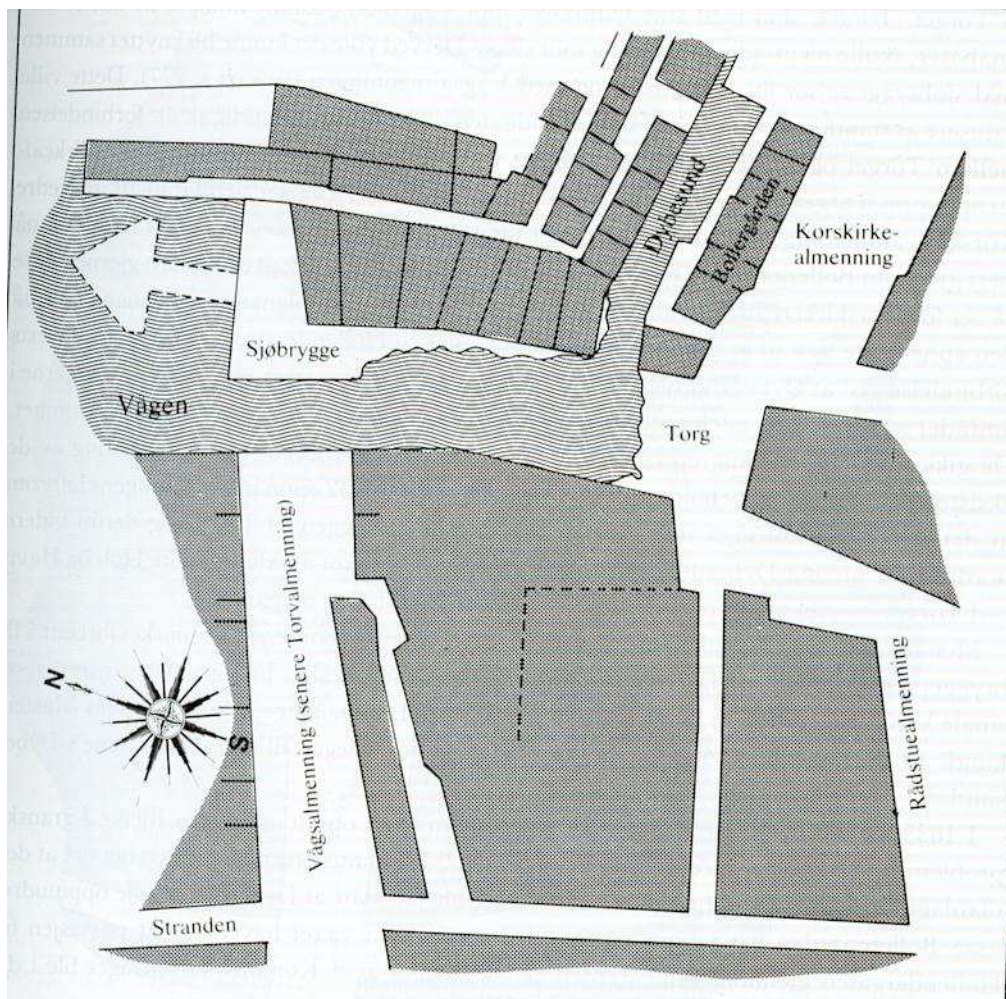 Dybesund
Bollergården
Korskirke-
almenning
Sjøbrygge
Vågen
Torg
Vågsalmenning (senere Torvalmenning)
N
S
Rådstuealmenning
Stranden